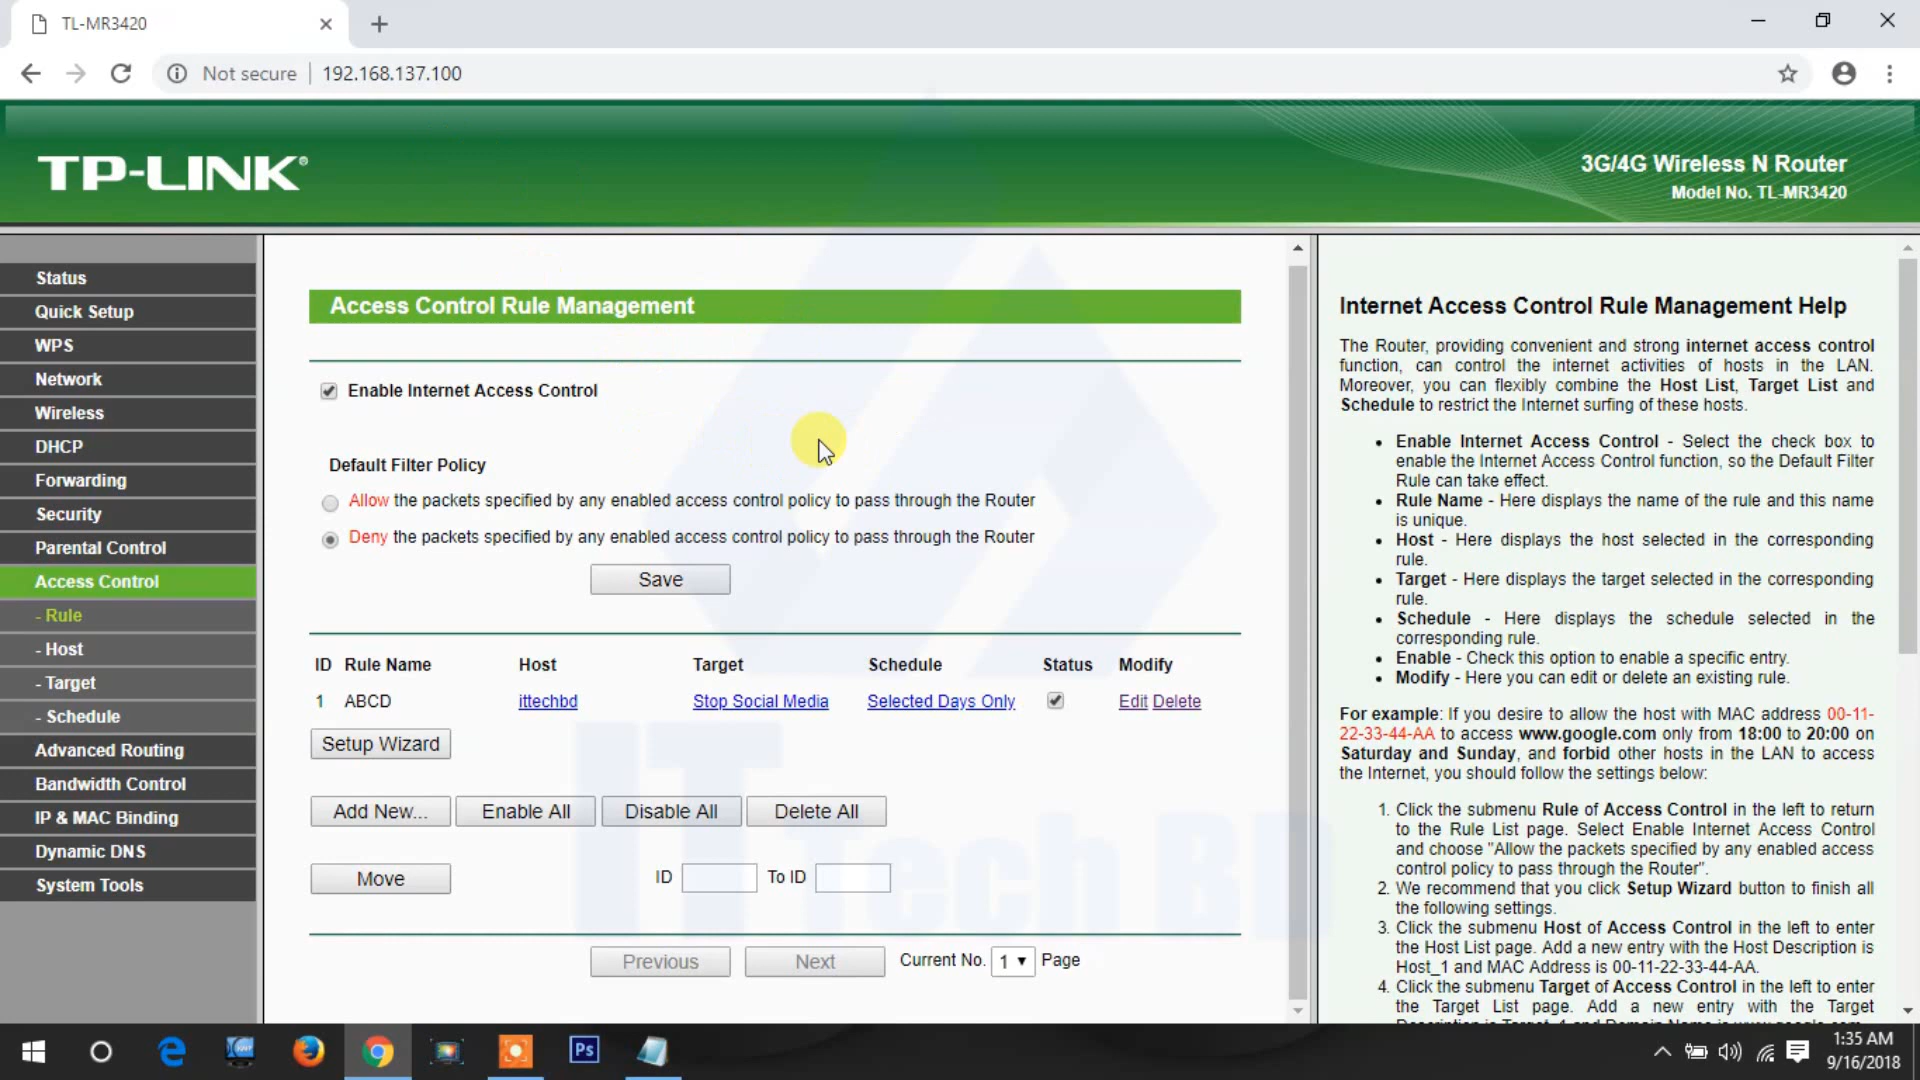 TL-MR3420
Not secure 192.168.137.100
TP-LINK®
3G/4G Wireless N Router
Model No. TL-MR3420
Status
Quick Setup
WPS
Network
Wireless
DHCP
Forwarding
Security
Parental Control
Access Control
- Rule
- Host
- Target
- Schedule
Advanced Routing
Bandwidth Control
IP & MAC Binding
Dynamic DNS
System Tools
Access Control Rule Management
Enable Internet Access Control
Default Filter Policy
Allow the packets specified by any enabled access control policy to pass through the Router
Deny the packets specified by any enabled access control policy to pass through the Router
Save
ID Rule Name Host Target Schedule Status Modify
1 ABCD ittechbd Stop Social Media Selected Days Only Edit Delete
Setup Wizard
Add New... Enable All Disable All Delete All
Move ID To ID
Previous Next Current No. 1 Page
IT Tech BD
Internet Access Control Rule Management Help
The Router, providing convenient and strong internet access control
function, can control the internet activities of hosts in the LAN.
Moreover, you can flexibly combine the Host List, Target List and
Schedule to restrict the Internet surfing of these hosts.
• Enable Internet Access Control - Select the check box to
enable the Internet Access Control function, so the Default Filter
Rule can take effect.
• Rule Name - Here displays the name of the rule and this name
is unique.
• Host - Here displays the host selected in the corresponding
rule.
• Target - Here displays the target selected in the corresponding
rule.
• Schedule - Here displays the schedule selected in the
corresponding rule.
• Enable - Check this option to enable a specific entry.
• Modify - Here you can edit or delete an existing rule.
For example: If you desire to allow the host with MAC address 00-11-
22-33-44-AA to access www.google.com only from 18:00 to 20:00 on
Saturday and Sunday, and forbid other hosts in the LAN to access
the Internet, you should follow the settings below:
1. Click the submenu Rule of Access Control in the left to return
to the Rule List page. Select Enable Internet Access Control
and choose "Allow the packets specified by any enabled access
control policy to pass through the Router".
2. We recommend that you click Setup Wizard button to finish all
the following settings.
3. Click the submenu Host of Access Control in the left to enter
the Host List page. Add a new entry with the Host Description is
Host_1 and MAC Address is 00-11-22-33-44-AA.
4. Click the submenu Target of Access Control in the left to enter
the Target List page. Add a new entry with the Target
Ps
1:35 AM
9/16/2018